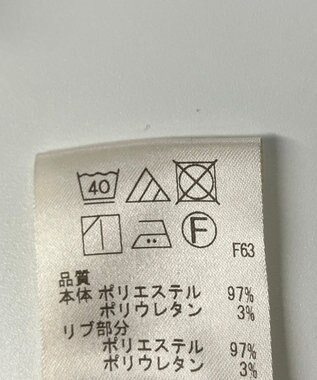 40
F
F63
品質
本体 ポリエステル 97%
ポリウレタン 3%
リブ部分
ポリエステル 97%
ポリウレタン 3%